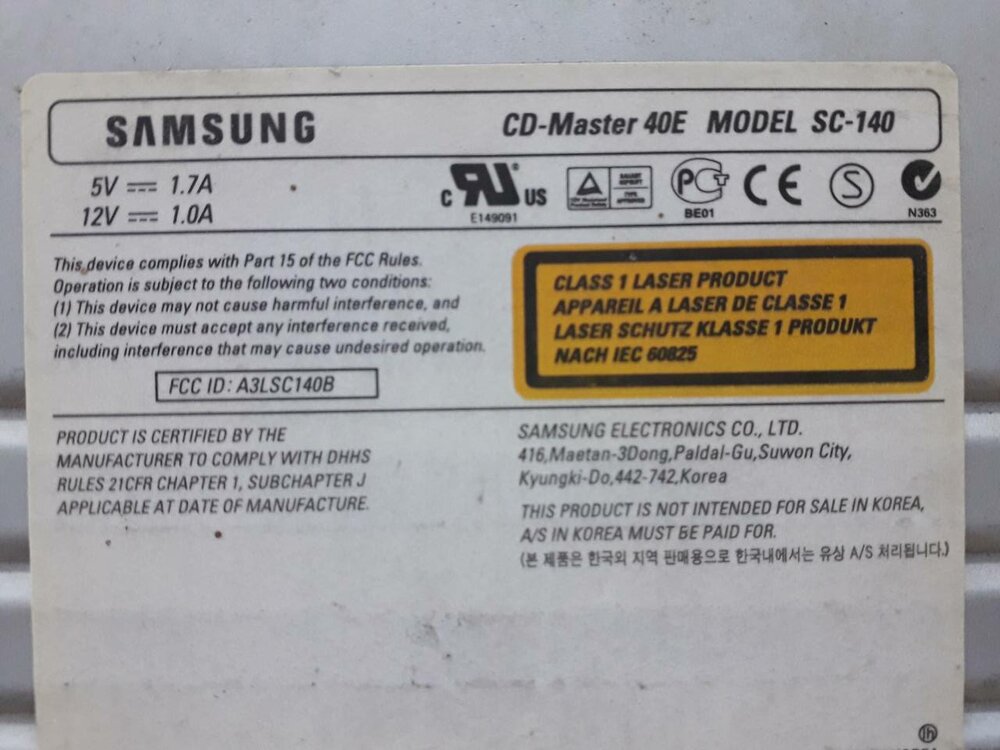 SAMSUNG
CD-Master 40E MODEL SC-140
5V 1.7A
12V 1.0A
c RU US
E149091
PCT
BE01
CE
S
N363
This device complies with Part 15 of the FCC Rules.
Operation is subject to the following two conditions:
(1) This device may not cause harmful interference, and
(2) This device must accept any interference received,
including interference that may cause undesired operation.
FCC ID: A3LSC140B
CLASS 1 LASER PRODUCT
APPAREIL A LASER DE CLASSE 1
LASER SCHUTZ KLASSE 1 PRODUKT
NACH IEC 60825
PRODUCT IS CERTIFIED BY THE
MANUFACTURER TO COMPLY WITH DHHS
RULES 21CFR CHAPTER 1, SUBCHAPTER J
APPLICABLE AT DATE OF MANUFACTURE.
SAMSUNG ELECTRONICS CO., LTD.
416,Maetan-3Dong,Paldal-Gu,Suwon City,
Kyungki-Do,442-742,Korea
THIS PRODUCT IS NOT INTENDED FOR SALE IN KOREA,
A/S IN KOREA MUST BE PAID FOR.
(본 제품은 한국외 지역 판매용으로 한국내에서는 유상 A/S 처리됩니다.)